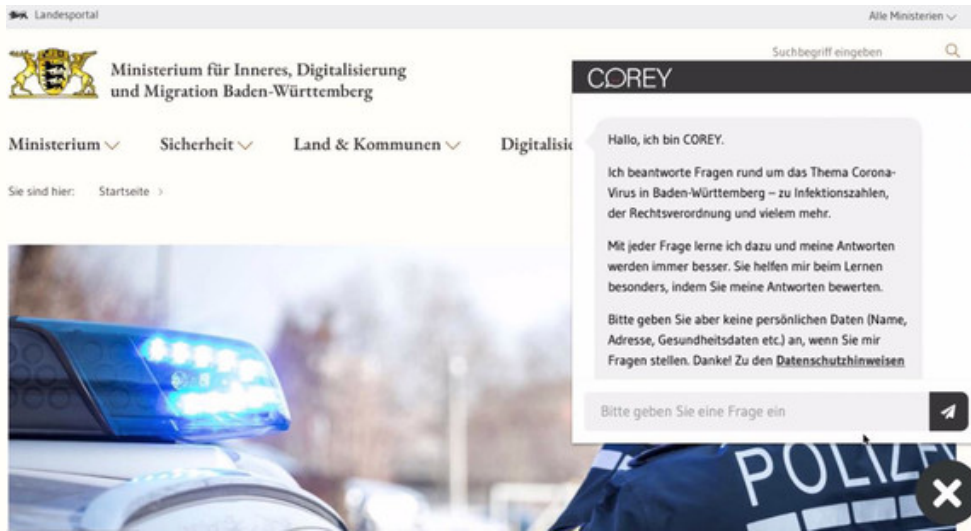 Landesportal
Alle Ministerien
Suchbegriff eingeben
Ministerium für Inneres, Digitalisierung
und Migration Baden-Württemberg
Ministerium
Sicherheit
Land & Kommunen
Sie sind hier: Startseite
COREY
Hallo, ich bin COREY.
Ich beantworte Fragen rund um das Thema Corona-
Virus in Baden-Württemberg – zu Infektionszahlen,
der Rechtsverordnung und vielem mehr.
Mit jeder Frage lerne ich dazu und meine Antworten
werden immer besser. Sie helfen mir beim Lernen
besonders, indem Sie meine Antworten bewerten.
Bitte geben Sie aber keine persönlichen Daten (Name,
Adresse, Gesundheitsdaten etc.) an, wenn Sie mir
Fragen stellen. Danke! Zu den Datenschutzhinweisen
Bitte geben Sie eine Frage ein
POLIZEI